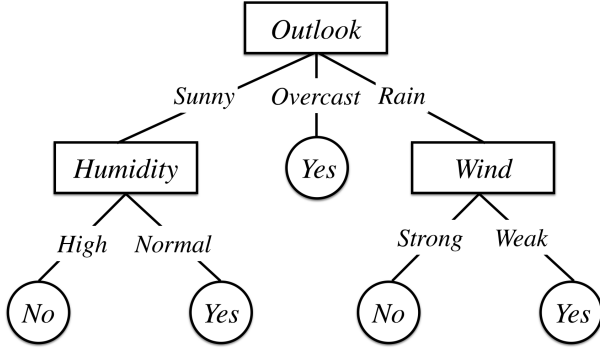 Outlook
Sunny Overcast Rain
Humidity Yes Wind
High Normal Strong Weak
No Yes No Yes